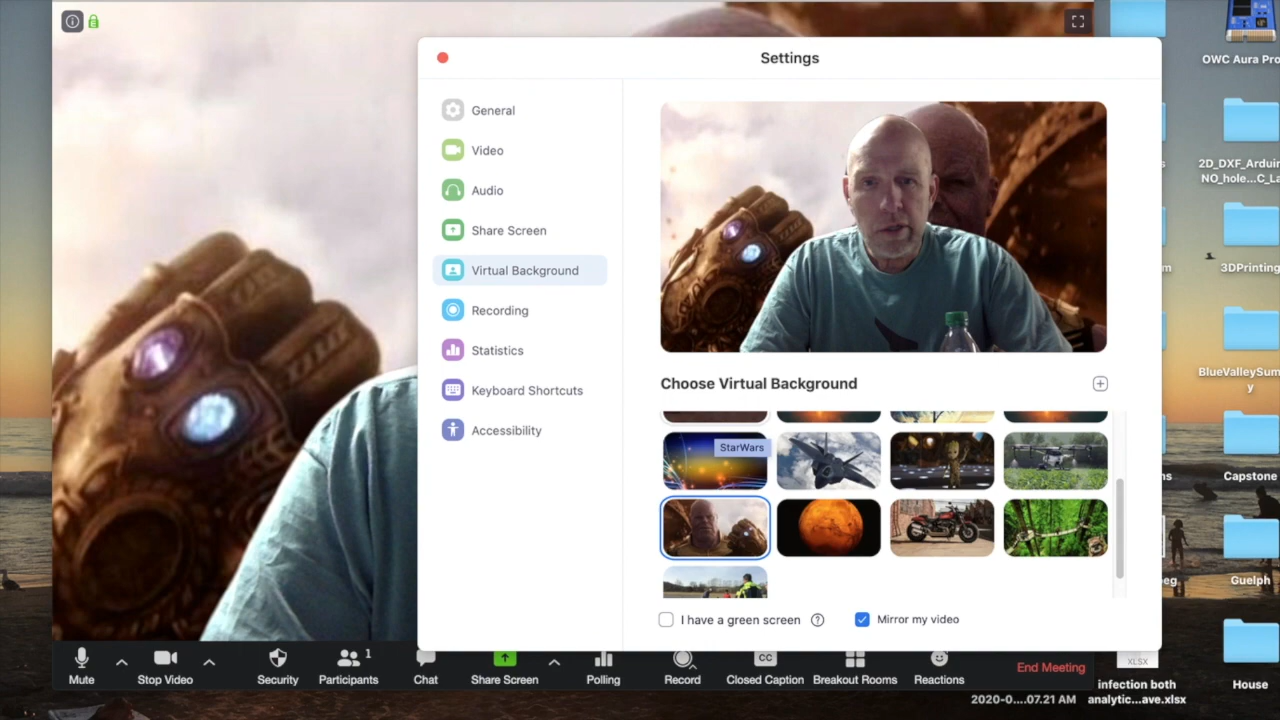 Settings
OWC Aura Pro
General
Video
Audio
Share Screen
Virtual Background
Recording
Statistics
Keyboard Shortcuts
Accessibility
Choose Virtual Background
StarWars
I have a green screen
?
Mirror my video
2D_DXF_Arduin
NO_hole...C_La
3DPrinting
BlueValleySum
y
Capstone
Guelph
House
XLSX
infection both
analytic...ave.xlsx
2020-0....07.21 AM
1
Mute
Stop Video
Security
Participants
Chat
Share Screen
Polling
Record
CC
Closed Caption
Breakout Rooms
Reactions
End Meeting